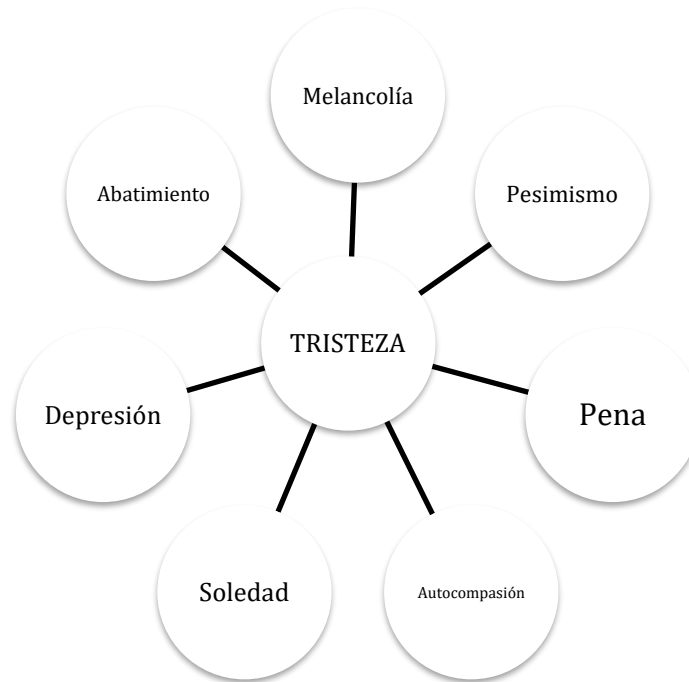 Melancolía
Abatimiento
Pesimismo
TRISTEZA
Depresión
Pena
Soledad
Autocompasión